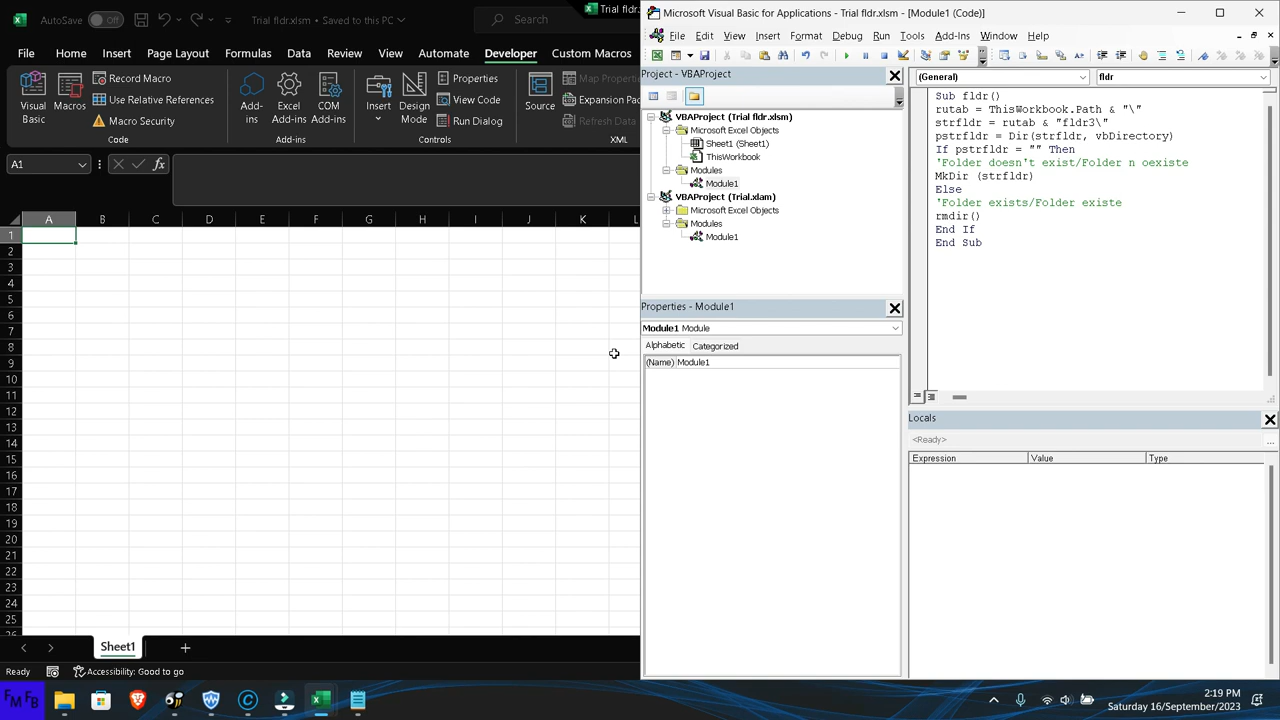 AutoSave Off Trial fldr.xlsm • Saved to this PC Search Trial fldr
File Home Insert Page Layout Formulas Data Review View Automate Developer Custom Macros
Visual Basic
Macros
Record Macro
Use Relative References
Macro Security
Code
Add-ins
Excel Add-ins
COM Add-ins
Add-ins
Insert
Design Mode
Properties
View Code
Run Dialog
Controls
Source
Map Properties
Expansion Pa
Refresh Data
XML
A1
fx
A B C D E F G H I J K L
1
2
3
4
5
6
7
8
9
10
11
12
13
14
15
16
17
18
19
20
21
22
23
24
25
Sheet1
Ready Accessibility: Good to go
Microsoft Visual Basic for Applications - Trial fldr.xlsm - [Module1 (Code)]
File Edit View Insert Format Debug Run Tools Add-Ins Window Help
Project - VBAProject
VBAProject (Trial fldr.xlsm)
Microsoft Excel Objects
Sheet1 (Sheet1)
ThisWorkbook
Modules
Module1
VBAProject (Trial.xlam)
Microsoft Excel Objects
Modules
Module1
Properties - Module1
Module1 Module
Alphabetic Categorized
(Name) Module1
(General) fldr
Sub fldr()
rutab = ThisWorkbook.Path & "\"
strfldr = rutab & "fldr3\"
pstrfldr = Dir(strfldr, vbDirectory)
If pstrfldr = "" Then
'Folder doesn't exist/Folder n oexiste
MkDir (strfldr)
Else
'Folder exists/Folder existe
rmdir()
End If
End Sub
Locals
<Ready>
...
Expression Value Type
FM FB
2:19 PM
Saturday 16/September/2023